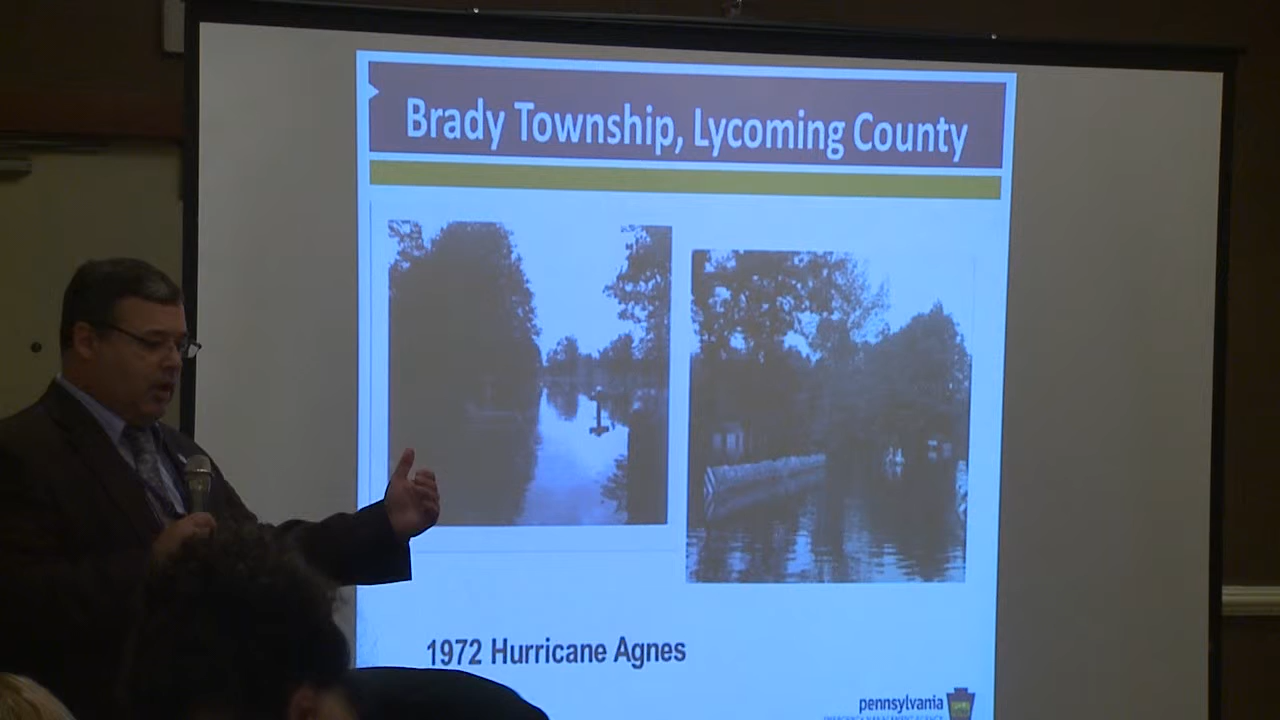 Brady Township, Lycoming County
1972 Hurricane Agnes
pennsylvania